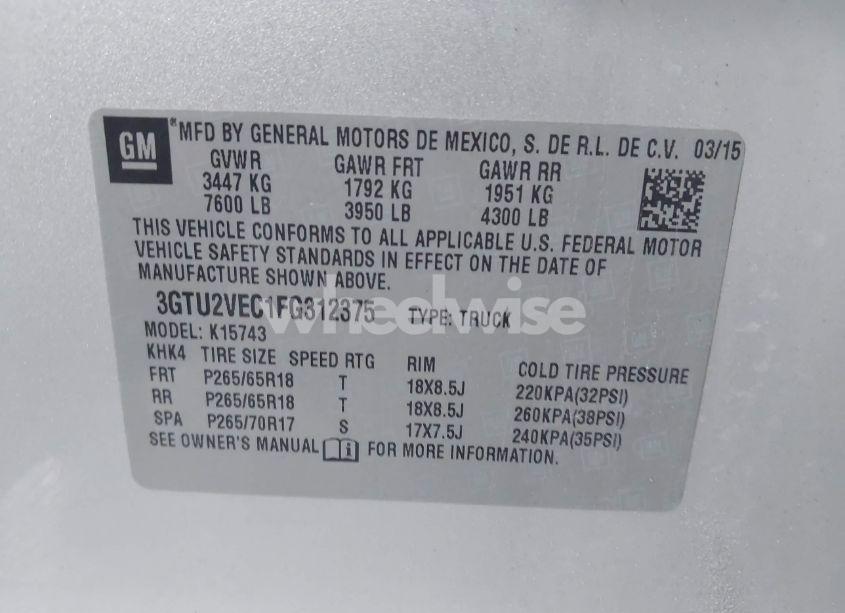 GM *MFD BY GENERAL MOTORS DE MEXICO, S. DE R.L. DE C.V. 03/15
GVWR GAWR FRT GAWR RR
3447 KG 1792 KG 1951 KG
7600 LB 3950 LB 4300 LB
THIS VEHICLE CONFORMS TO ALL APPLICABLE U.S. FEDERAL MOTOR
VEHICLE SAFETY STANDARDS IN EFFECT ON THE DATE OF
MANUFACTURE SHOWN ABOVE.
3GTU2VEC1FG312375 TYPE: TRUCK
wheelwise
MODEL: K15743
KHK4 TIRE SIZE SPEED RTG RIM COLD TIRE PRESSURE
FRT P265/65R18 T 18X8.5J 220KPA(32PSI)
RR P265/65R18 T 18X8.5J 260KPA(38PSI)
SPA P265/70R17 S 17X7.5J 240KPA(35PSI)
SEE OWNER'S MANUAL FOR MORE INFORMATION.